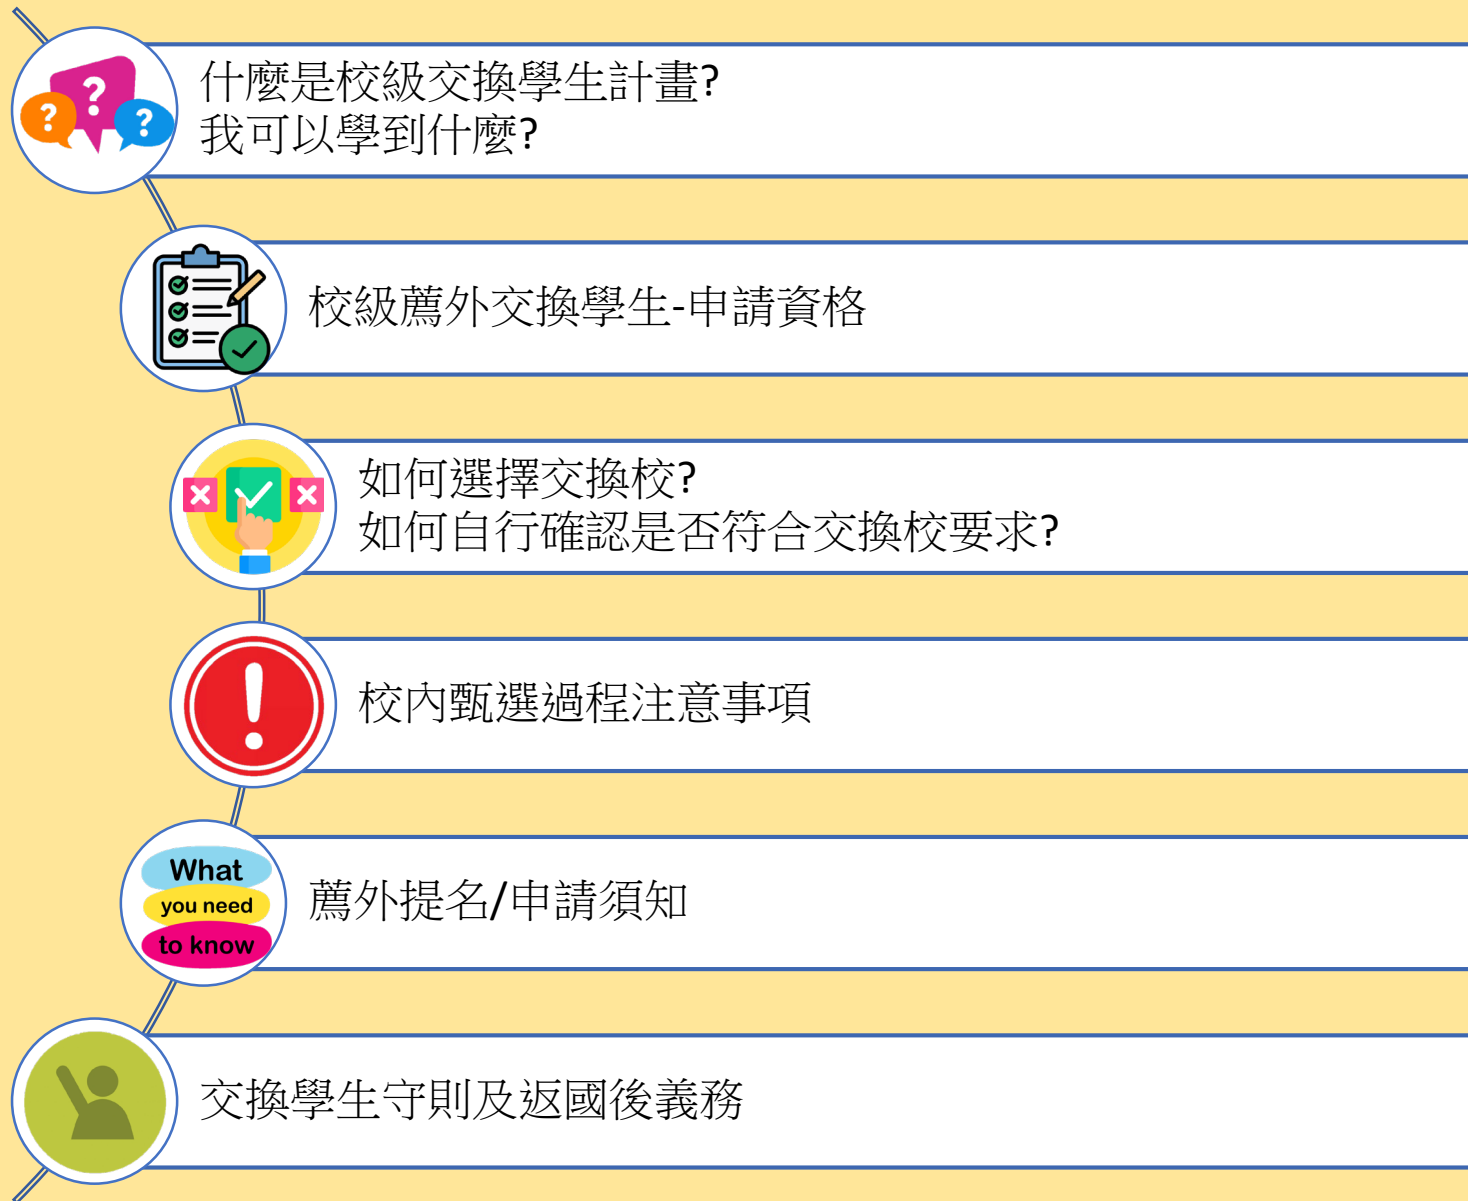 ?
?
?
什麼是校級交換學生計畫?
我可以學到什麼?
校級薦外交換學生-申請資格
如何選擇交換校?
如何自行確認是否符合交換校要求?
校內甄選過程注意事項
What
you need
to know
薦外提名/申請須知
交換學生守則及返國後義務